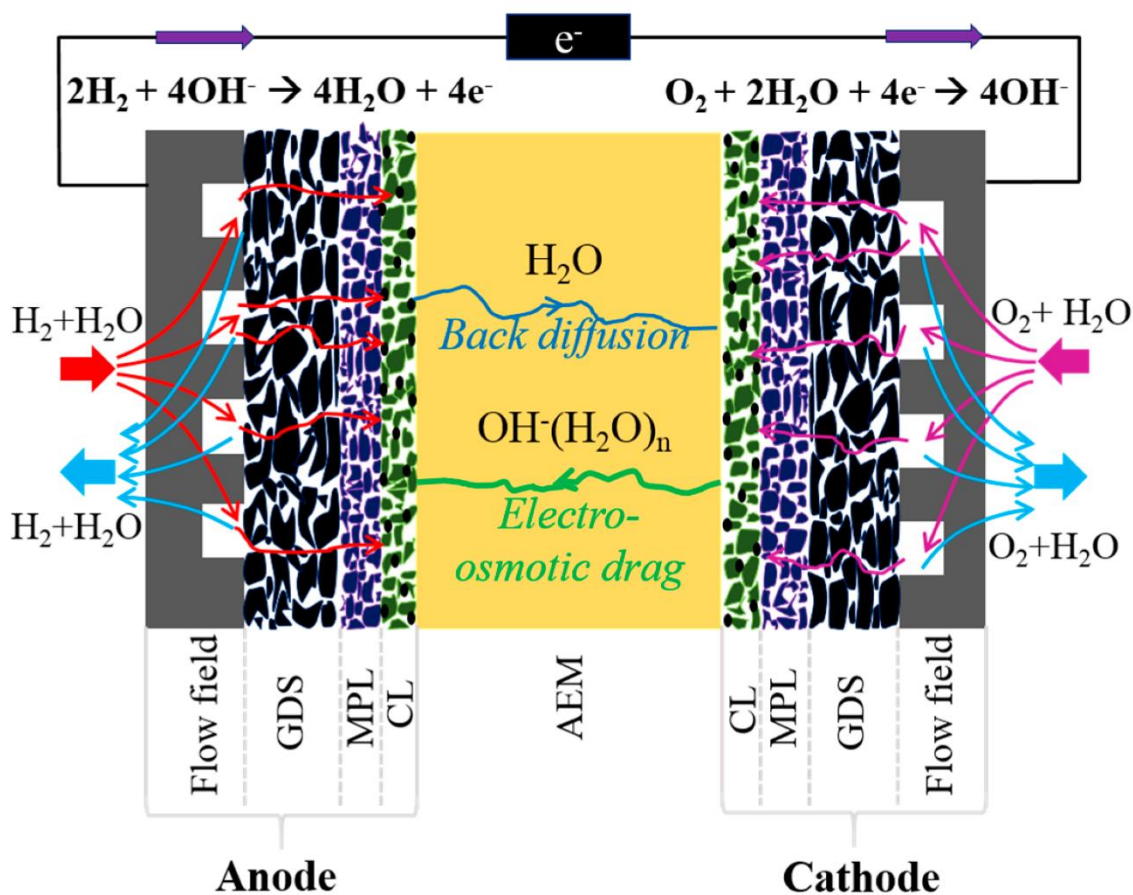 e⁻
2H₂ + 4OH⁻ → 4H₂O + 4e⁻
O₂ + 2H₂O + 4e⁻ → 4OH⁻
H₂O
Back diffusion
H₂+H₂O
O₂+ H₂O
OH⁻(H₂O)ₙ
Electro-
osmotic drag
H₂+H₂O
O₂+H₂O
Flow field
GDS
MPL
CL
AEM
CL
MPL
GDS
Flow field
Anode
Cathode